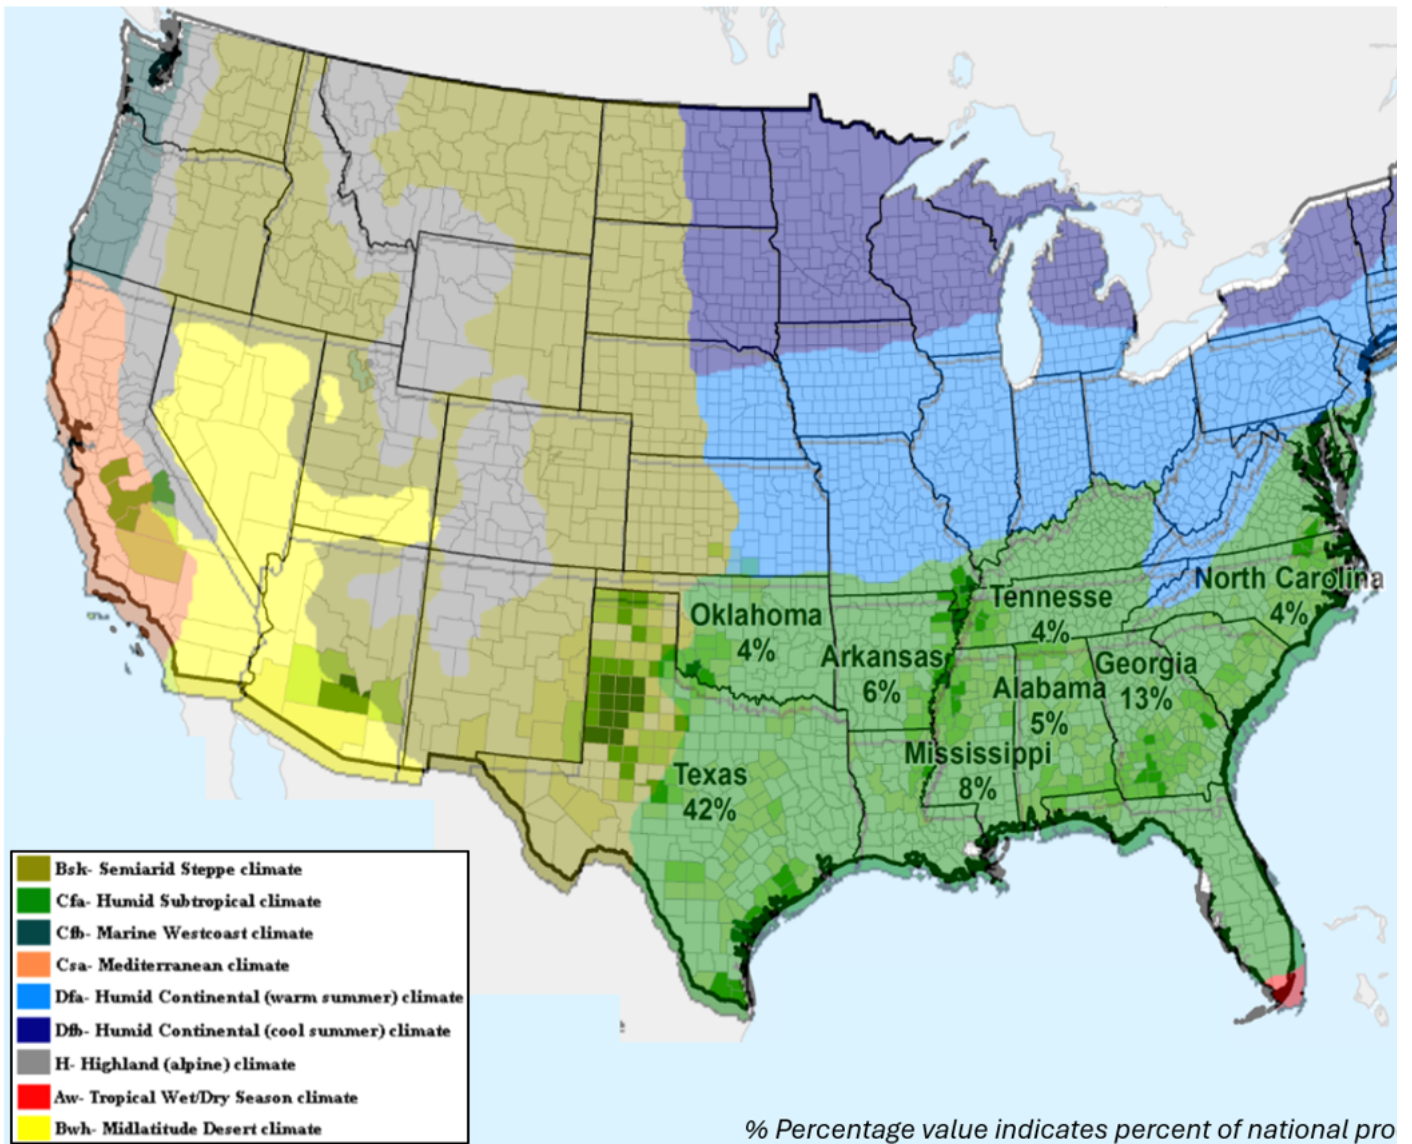 North Carolina
4%
Tennesse
4%
Oklahoma
4%
Arkansas
6%
Georgia
13%
Alabama
5%
Mississippi
8%
Texas
42%
Bsk- Semiarid Steppe climate
Cfa- Humid Subtropical climate
Cfb- Marine Westcoast climate
Csa- Mediterranean climate
Dfa- Humid Continental (warm summer) climate
Dfb- Humid Continental (cool summer) climate
H- Highland (alpine) climate
Aw- Tropical Wet/Dry Season climate
Bwh- Midlatitude Desert climate
% Percentage value indicates percent of national pro